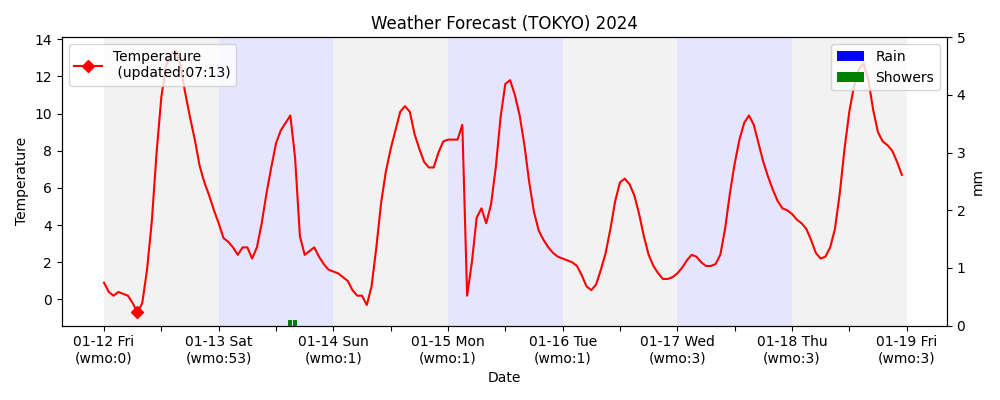 Weather Forecast (TOKYO) 2024
Temperature
(updated:07:13)
Rain
Showers
14
12
10
8
6
4
2
0
Temperature
5
4
3
2
1
0
mm
01-12 Fri
(wmo:0)
01-13 Sat
(wmo:53)
01-14 Sun
(wmo:1)
01-15 Mon
(wmo:1)
01-16 Tue
(wmo:1)
01-17 Wed
(wmo:3)
01-18 Thu
(wmo:3)
01-19 Fri
(wmo:3)
Date